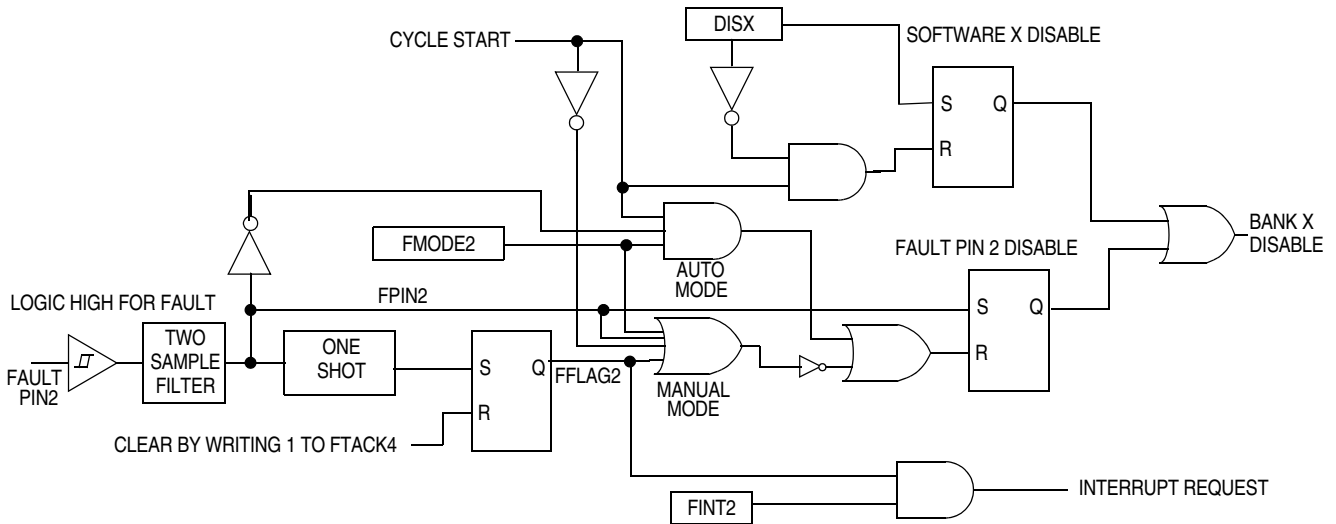 DISX
CYCLE START
SOFTWARE X DISABLE
S
Q
R
FMODE2
AUTO
MODE
BANK X
DISABLE
FAULT PIN 2 DISABLE
LOGIC HIGH FOR FAULT
FPIN2
S
Q
R
FAULT
PIN2
TWO
SAMPLE
FILTER
ONE
SHOT
S
Q
R
FFLAG2
MANUAL
MODE
CLEAR BY WRITING 1 TO FTACK4
FINT2
INTERRUPT REQUEST